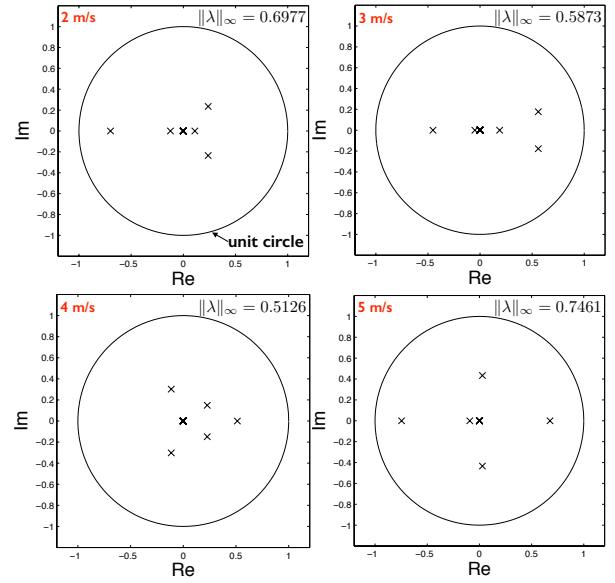 2 m/s ‖λ‖∞ = 0.6977
1
0.8
0.6
0.4
0.2
0
−0.2
−0.4
−0.6
−0.8
−1
Im
unit circle
−1 −0.5 0 0.5 1
Re
3 m/s ‖λ‖∞ = 0.5873
1
0.8
0.6
0.4
0.2
0
−0.2
−0.4
−0.6
−0.8
−1
Im
−1 −0.5 0 0.5 1
Re
4 m/s ‖λ‖∞ = 0.5126
1
0.8
0.6
0.4
0.2
0
−0.2
−0.4
−0.6
−0.8
−1
Im
−1 −0.5 0 0.5 1
Re
5 m/s ‖λ‖∞ = 0.7461
1
0.8
0.6
0.4
0.2
0
−0.2
−0.4
−0.6
−0.8
−1
Im
−1 −0.5 0 0.5 1
Re